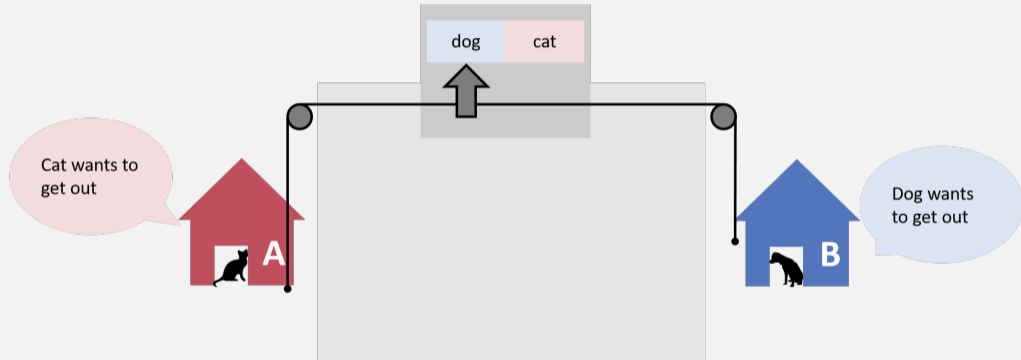 dog cat
Cat wants to
get out
Dog wants
to get out
A
B